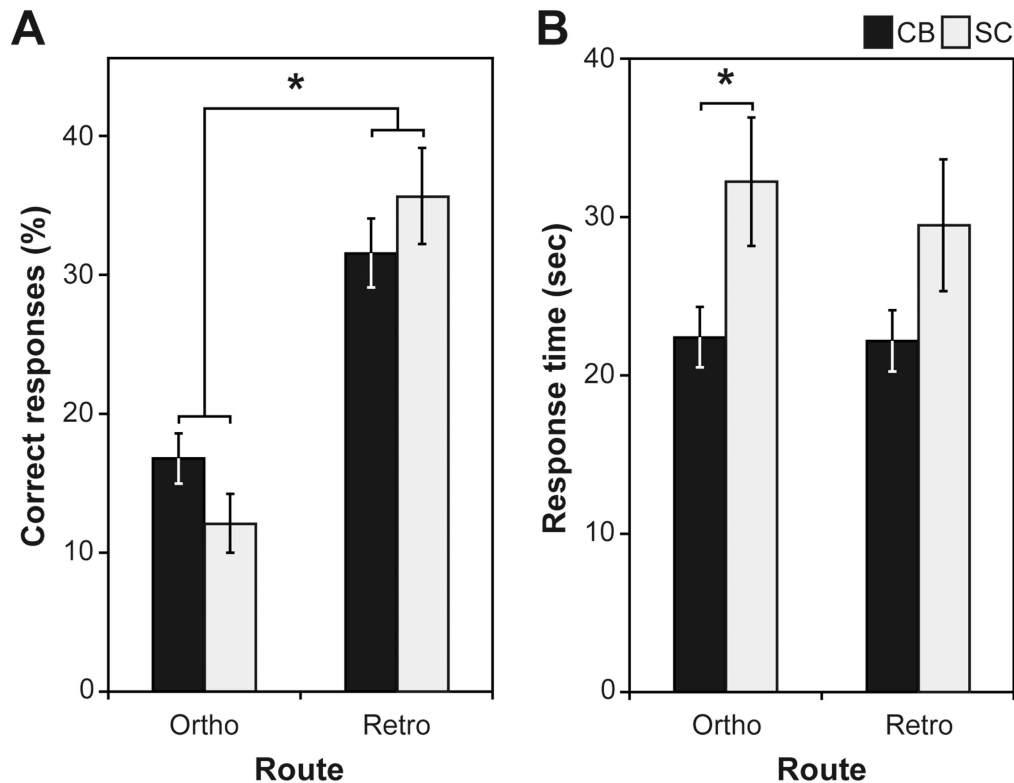 A
Correct responses (%)
40
30
20
10
0
*
Ortho
Retro
Route
B
CB
SC
Response time (sec)
40
30
20
10
0
*
Ortho
Retro
Route